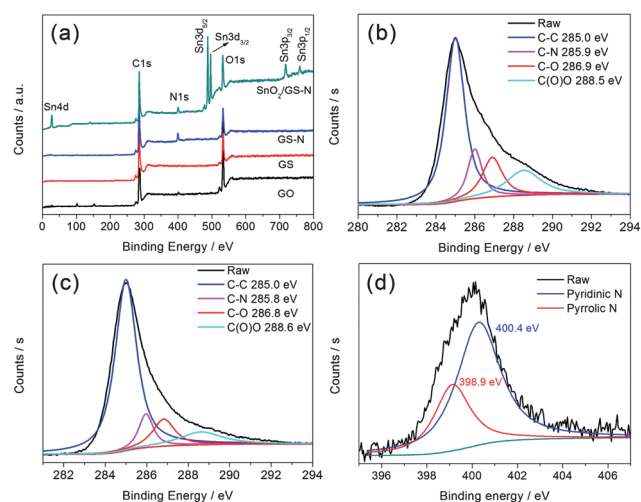 (a)
Counts / a.u.
Sn4d
C1s
N1s
Sn3d5/2
Sn3d3/2
O1s
Sn3p3/2
Sn3p1/2
SnO2/GS-N
GS-N
GS
GO
0 100 200 300 400 500 600 700 800
Binding Energy / eV
(b)
Counts / s
Raw
C-C 285.0 eV
C-N 285.9 eV
C-O 286.9 eV
C(O)O 288.5 eV
280 282 284 286 288 290 292 294
Binding Energy / eV
(c)
Counts / s
Raw
C-C 285.0 eV
C-N 285.8 eV
C-O 286.8 eV
C(O)O 288.6 eV
282 284 286 288 290 292 294
Binding Energy / eV
(d)
Counts / s
Raw
Pyridinic N
Pyrrolic N
400.4 eV
398.9 eV
396 398 400 402 404 406
Binding Energy / eV